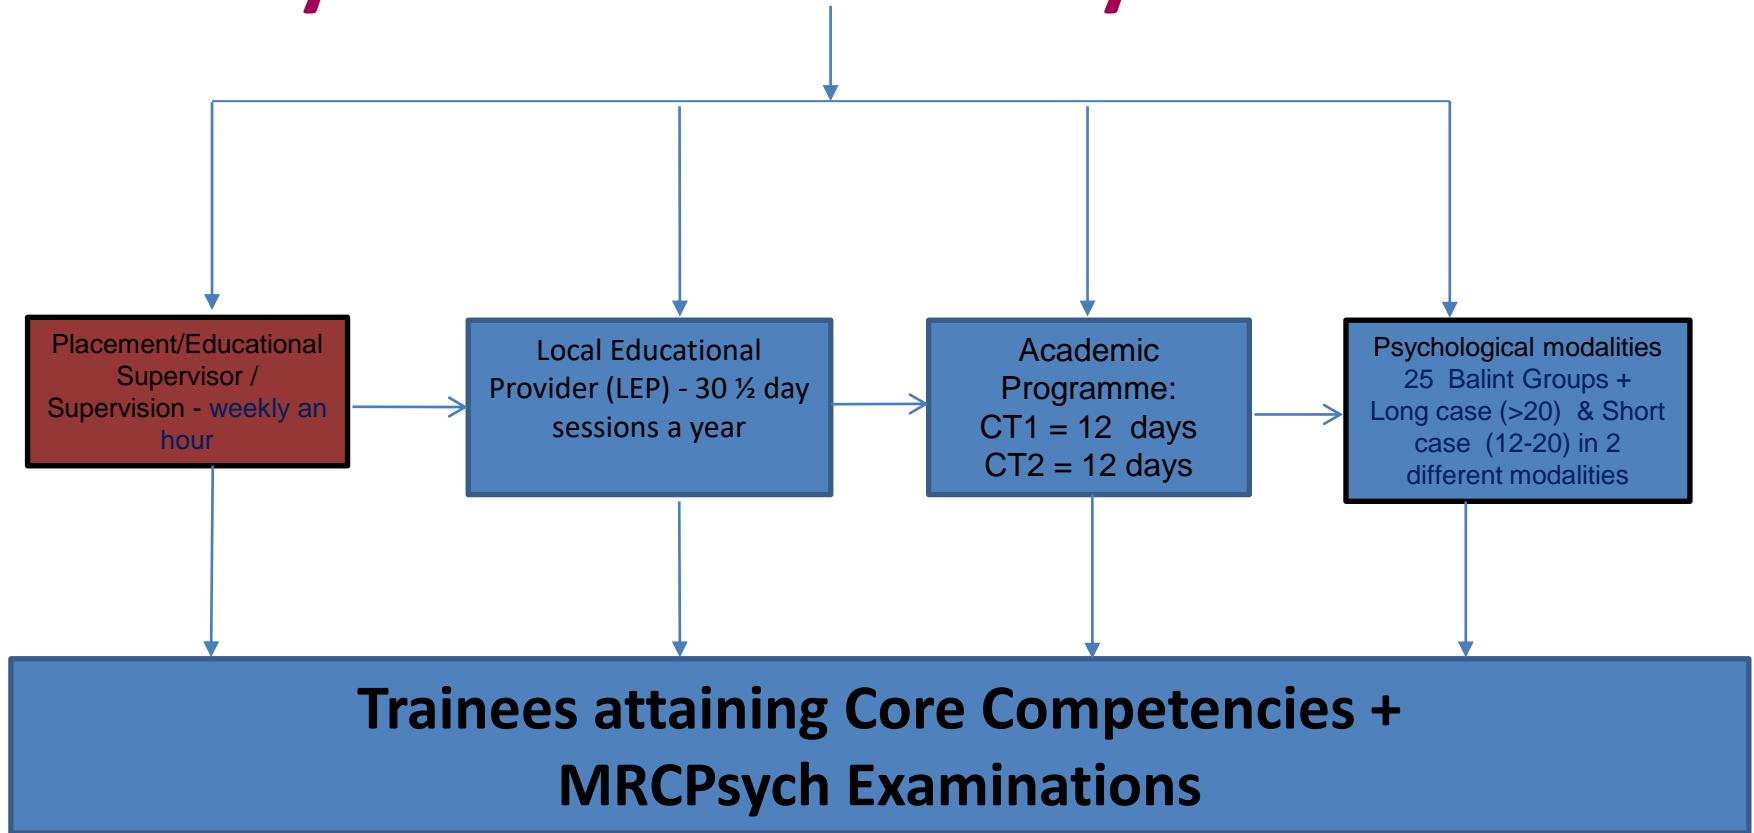 Placement/Educational
Supervisor /
Supervision - weekly an
hour
Local Educational
Provider (LEP) - 30 ½ day
sessions a year
Academic
Programme:
CT1 = 12 days
CT2 = 12 days
Psychological modalities
25 Balint Groups +
Long case (>20) & Short
case (12-20) in 2
different modalities
Trainees attaining Core Competencies +
MRCPsych Examinations